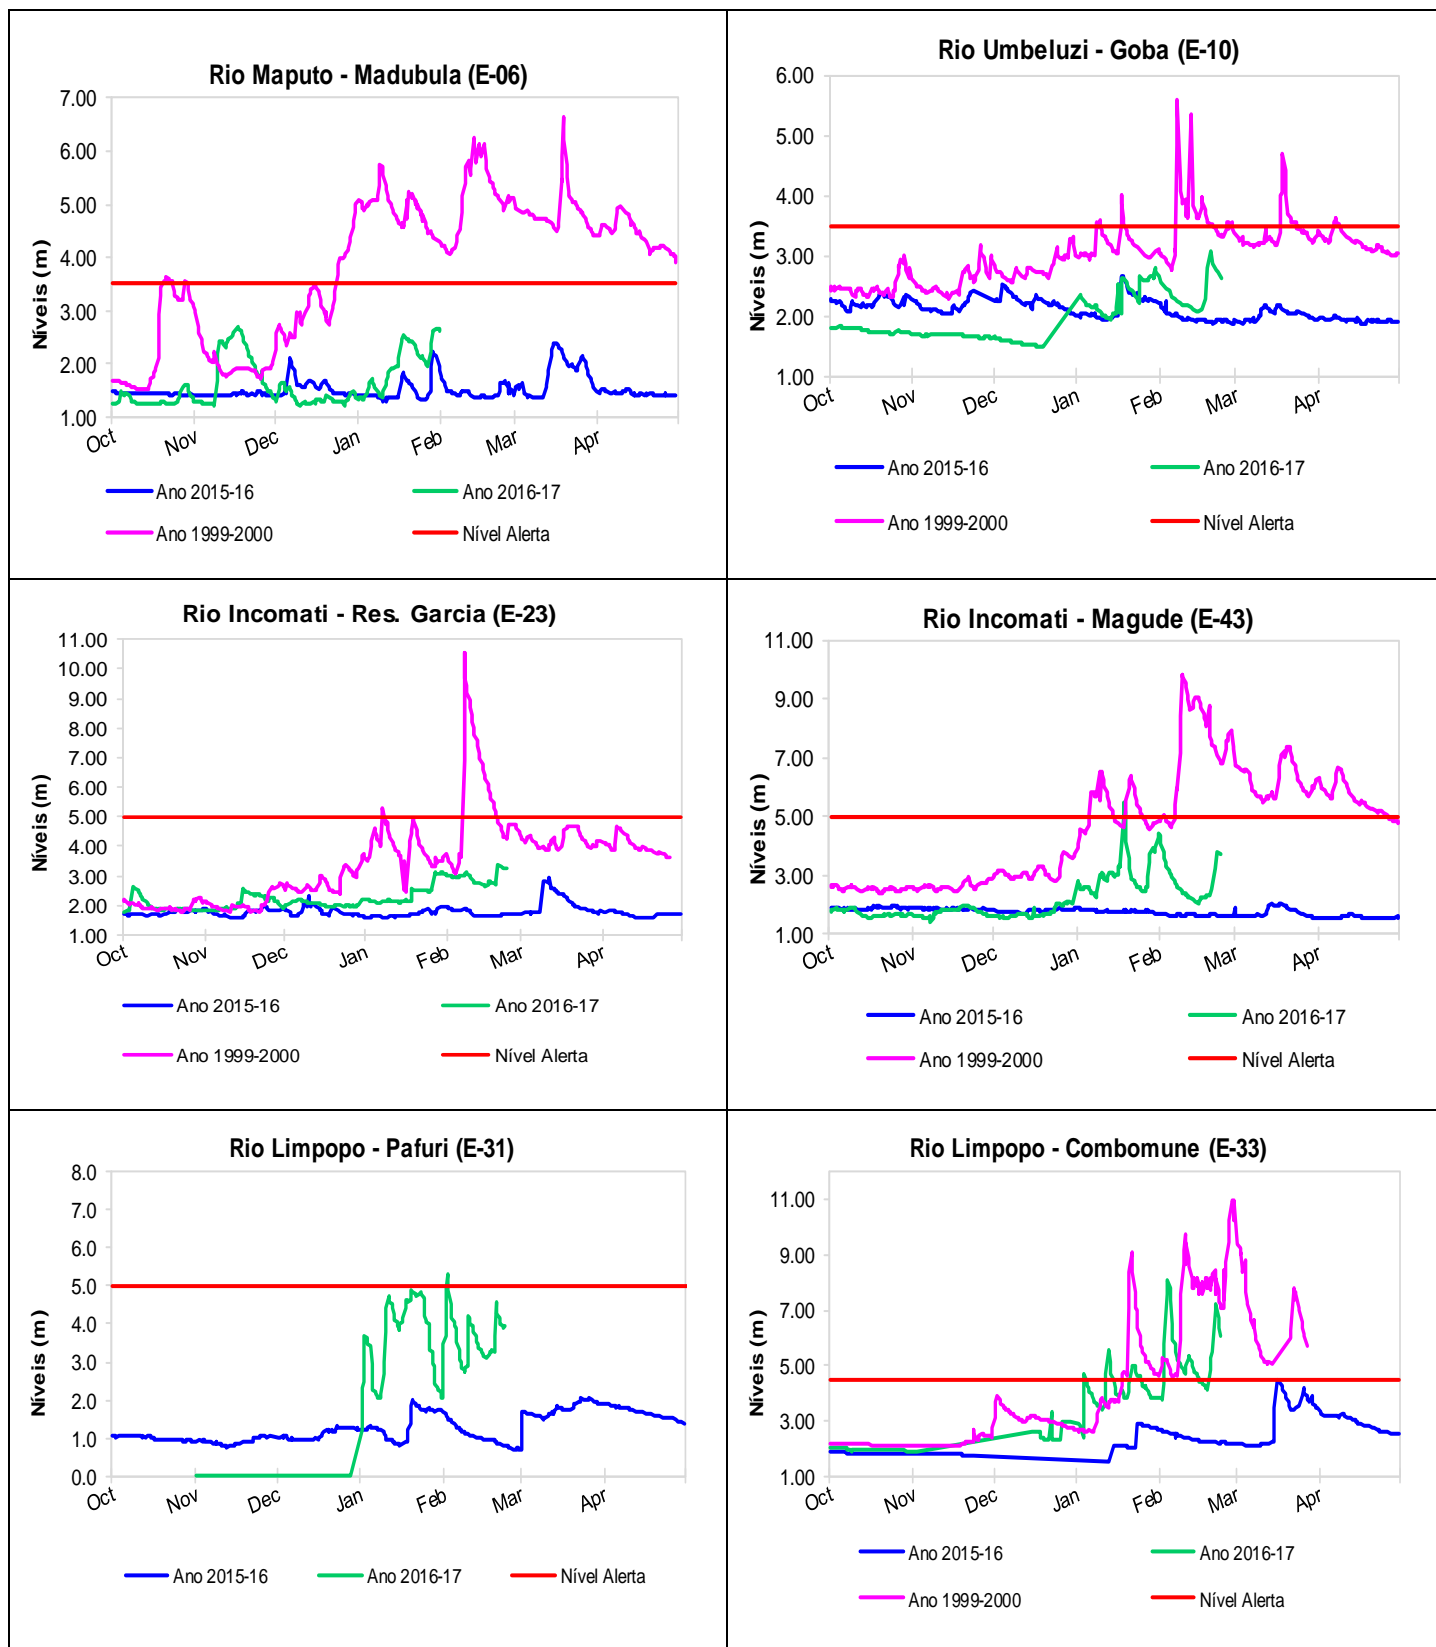 Rio Maputo - Madubula (E-06)
Níveis (m)
7.00
6.00
5.00
4.00
3.00
2.00
1.00
Oct Nov Dec Jan Feb Mar Apr
Ano 2015-16 Ano 2016-17
Ano 1999-2000 Nível Alerta
Rio Umbeluzi - Goba (E-10)
Níveis (m)
6.00
5.00
4.00
3.00
2.00
1.00
Oct Nov Dec Jan Feb Mar Apr
Ano 2015-16 Ano 2016-17
Ano 1999-2000 Nível Alerta
Rio Incomati - Res. Garcia (E-23)
Níveis (m)
11.00
10.00
9.00
8.00
7.00
6.00
5.00
4.00
3.00
2.00
1.00
Oct Nov Dec Jan Feb Mar Apr
Ano 2015-16 Ano 2016-17
Ano 1999-2000 Nível Alerta
Rio Incomati - Magude (E-43)
Níveis (m)
11.00
9.00
7.00
5.00
3.00
1.00
Oct Nov Dec Jan Feb Mar Apr
Ano 2015-16 Ano 2016-17
Ano 1999-2000 Nível Alerta
Rio Limpopo - Pafuri (E-31)
Níveis (m)
8.0
7.0
6.0
5.0
4.0
3.0
2.0
1.0
0.0
Oct Nov Dec Jan Feb Mar Apr
Ano 2015-16 Ano 2016-17 Nível Alerta
Rio Limpopo - Combomune (E-33)
Níveis (m)
11.00
9.00
7.00
5.00
3.00
1.00
Oct Nov Dec Jan Feb Mar Apr
Ano 2015-16 Ano 2016-17
Ano 1999-2000 Nível Alerta